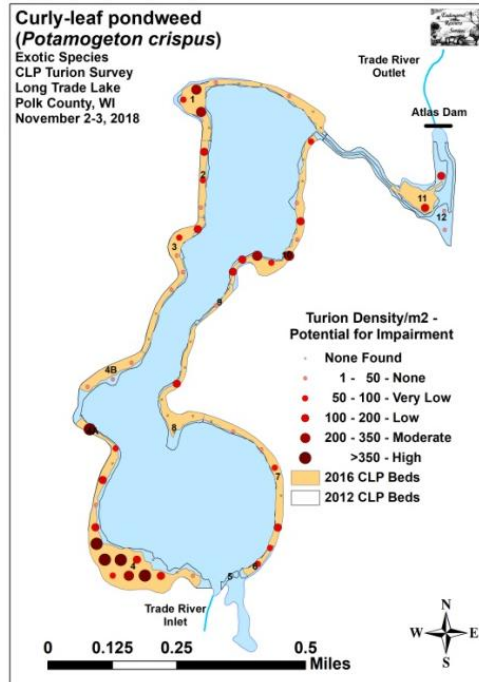 Curly-leaf pondweed
(Potamogeton crispus)
Exotic Species
CLP Turion Survey
Long Trade Lake
Polk County, WI
November 2-3, 2018
Trade River
Outlet
Atlas Dam
1
2
3
4B
8
9
10
11
12
7
4
5
6
Turion Density/m2 -
Potential for Impairment
None Found
1 - 50 - None
50 - 100 - Very Low
100 - 200 - Low
200 - 350 - Moderate
>350 - High
2016 CLP Beds
2012 CLP Beds
Trade River
Inlet
0 0.125 0.25 0.5
Miles
N
W E
S